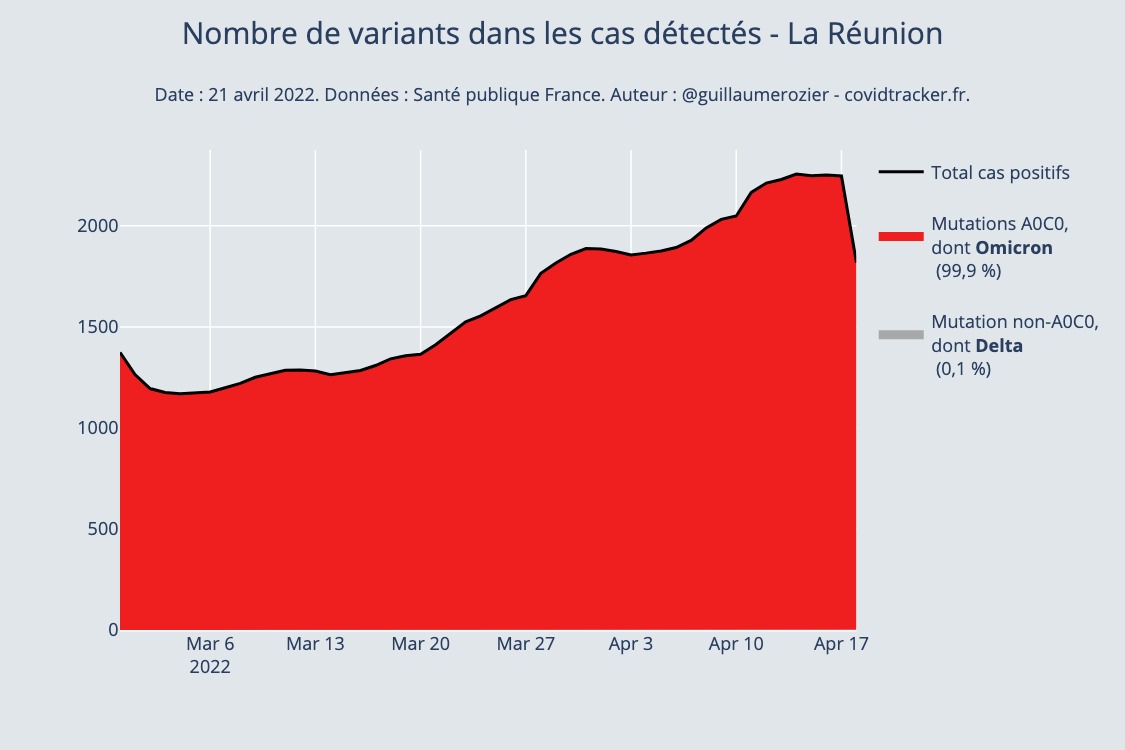 Nombre de variants dans les cas détectés - La Réunion
Date : 21 avril 2022. Données : Santé publique France. Auteur : @guillaumerozier - covidtracker.fr.
Total cas positifs
Mutations A0C0,
dont Omicron
(99,9 %)
Mutation non-A0C0,
dont Delta
(0,1 %)
2000
1500
1000
500
0
Mar 6
2022
Mar 13
Mar 20
Mar 27
Apr 3
Apr 10
Apr 17